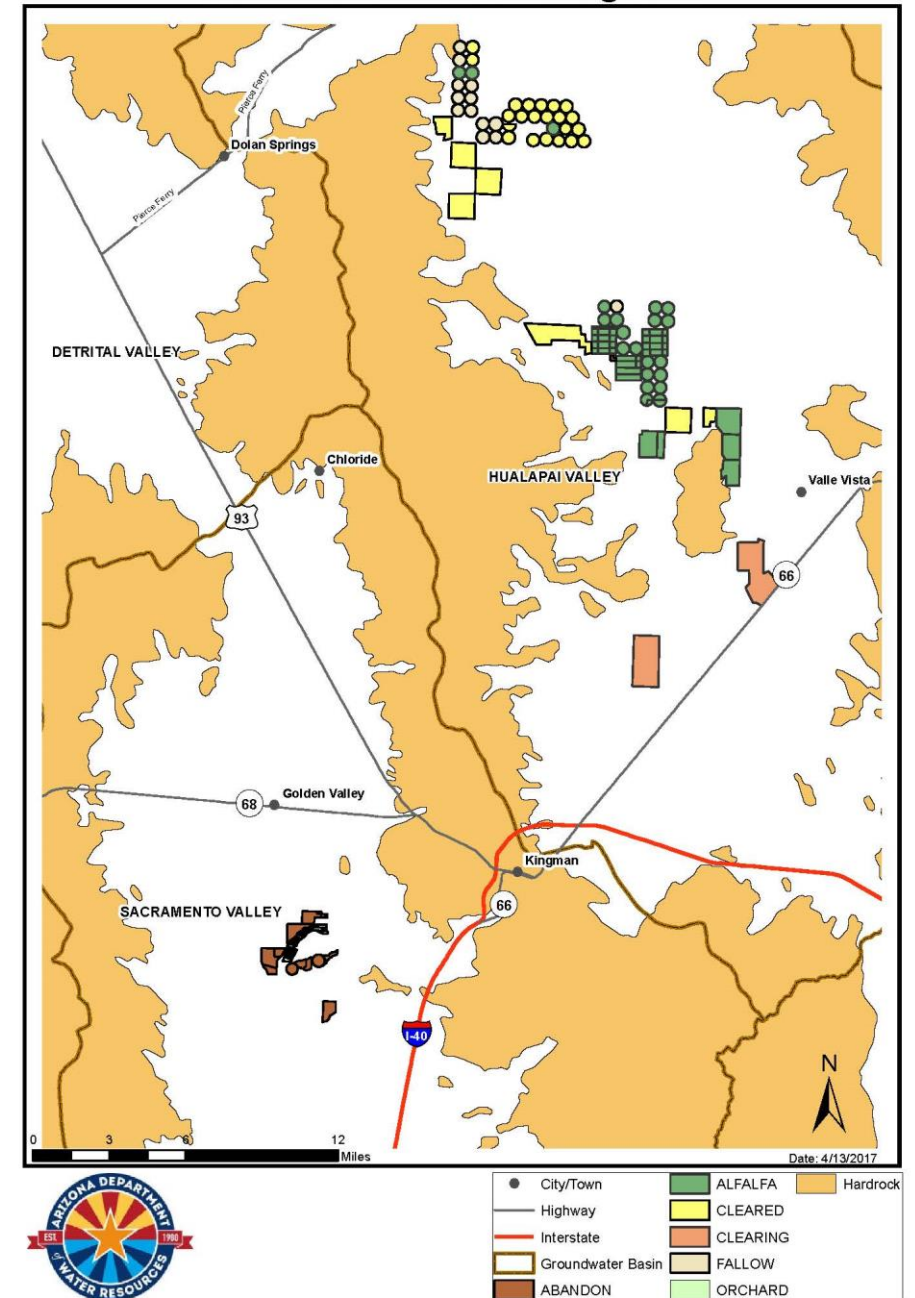 Pierce Ferry
Dolan Springs
Pierce Ferry
DETRITAL VALLEY
Chloride
HUALAPAI VALLEY
Valle Vista
93
66
Golden Valley
68
Kingman
SACRAMENTO VALLEY
66
I-40
N
0 3 6 12
Miles
Date: 4/13/2017
ARIZONA DEPARTMENT
EST. 1980
of
WATER RESOURCES
City/Town
Highway
Interstate
Groundwater Basin
ABANDON
ALFALFA
CLEARED
CLEARING
FALLOW
ORCHARD
Hardrock